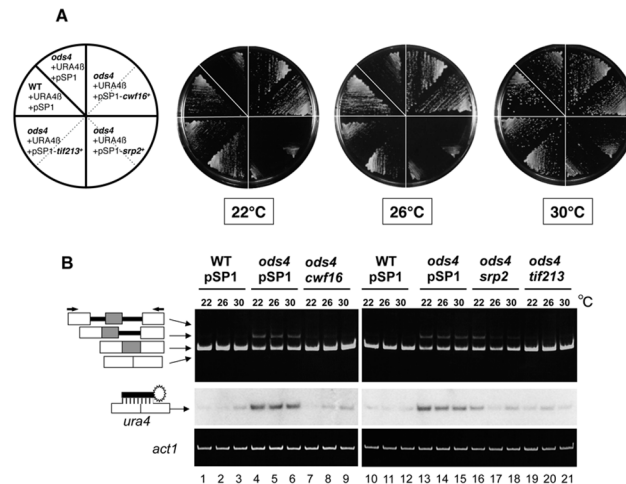 A
ods4
+URA4ß
+pSP1
WT
+URA4ß
+pSP1
ods4
+URA4ß
+pSP1-cwf16+
ods4
+URA4ß
+pSP1-tif213+
ods4
+URA4ß
+pSP1-srp2+
22°C
26°C
30°C
B
WT ods4 ods4 WT ods4 ods4 ods4
pSP1 pSP1 cwf16 pSP1 pSP1 srp2 tif213
22 26 30 22 26 30 22 26 30 22 26 30 22 26 30 22 26 30 22 26 30 °C
ura4
act1
1 2 3 4 5 6 7 8 9 10 11 12 13 14 15 16 17 18 19 20 21